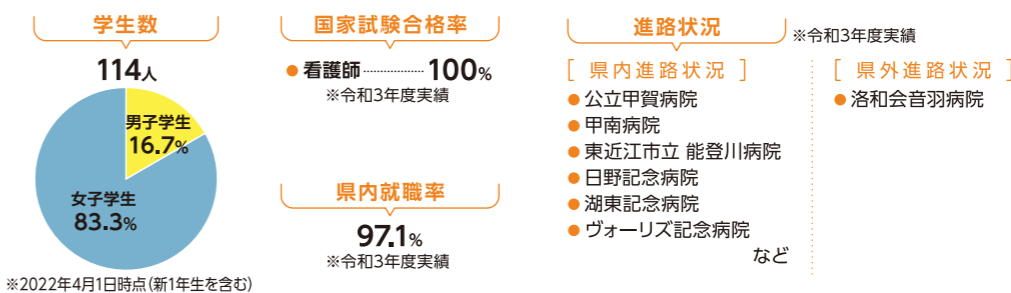 学生数
114人
男子学生
16.7%
女子学生
83.3%
※2022年4月1日時点(新1年生を含む)
国家試験合格率
●看護師………………100%
※令和3年度実績
県内就職率
97.1%
※令和3年度実績
進路状況
※令和3年度実績
[ 県内進路状況 ]
●公立甲賀病院
●甲南病院
●東近江市立 能登川病院
●日野記念病院
●湖東記念病院
●ヴォーリズ記念病院
など
[ 県外進路状況 ]
●洛和会音羽病院